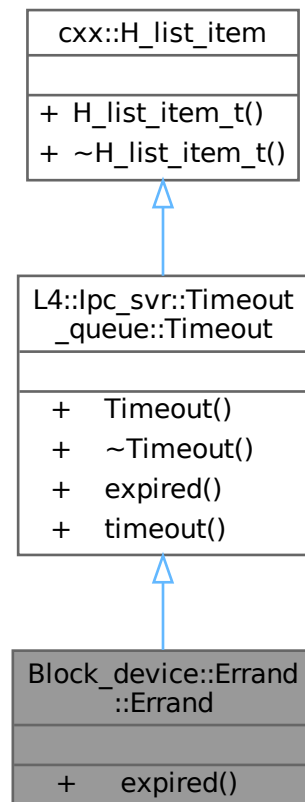 cxx::H_list_item
+ H_list_item_t()
+ ~H_list_item_t()
L4::Ipc_svr::Timeout
_queue::Timeout
+ Timeout()
+ ~Timeout()
+ expired()
+ timeout()
Block_device::Errand
::Errand
+ expired()